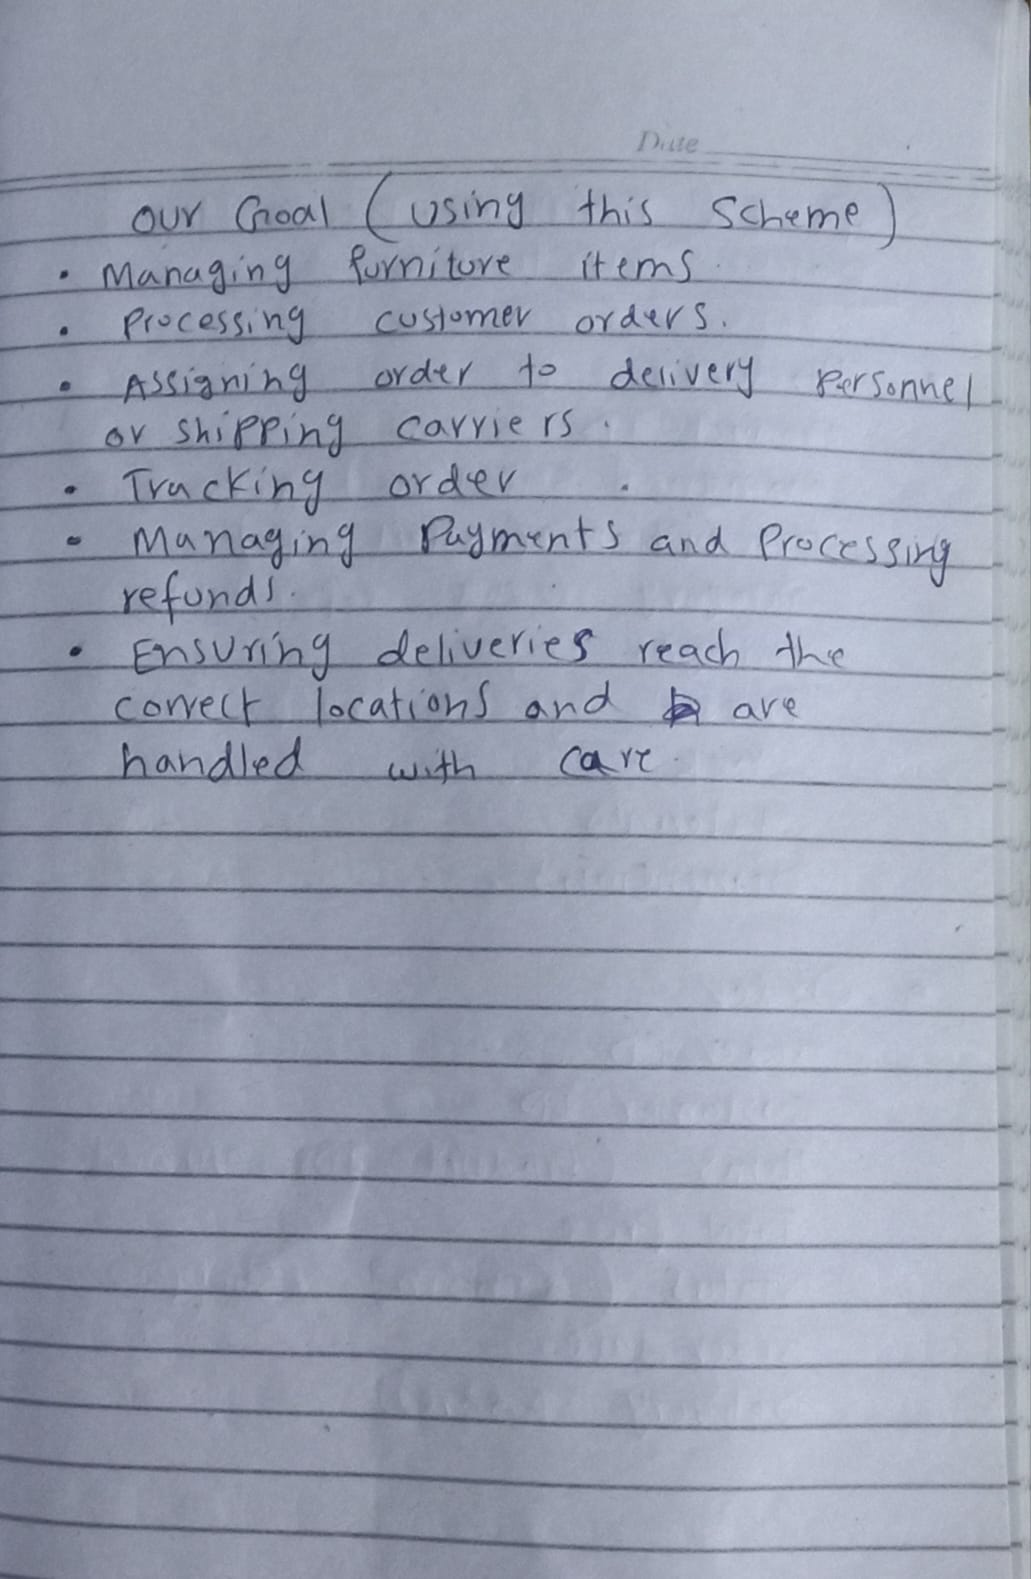 Date
OUR Goal (Using this Scheme)
• Managing furniture items.
• Processing customer orders.
• Assigning order to delivery Personnel
or shipping carriers.
• Tracking order .
• Managing Payments and Processing
refunds.
• Ensuring deliveries reach the
correct locations and are
handled with care.